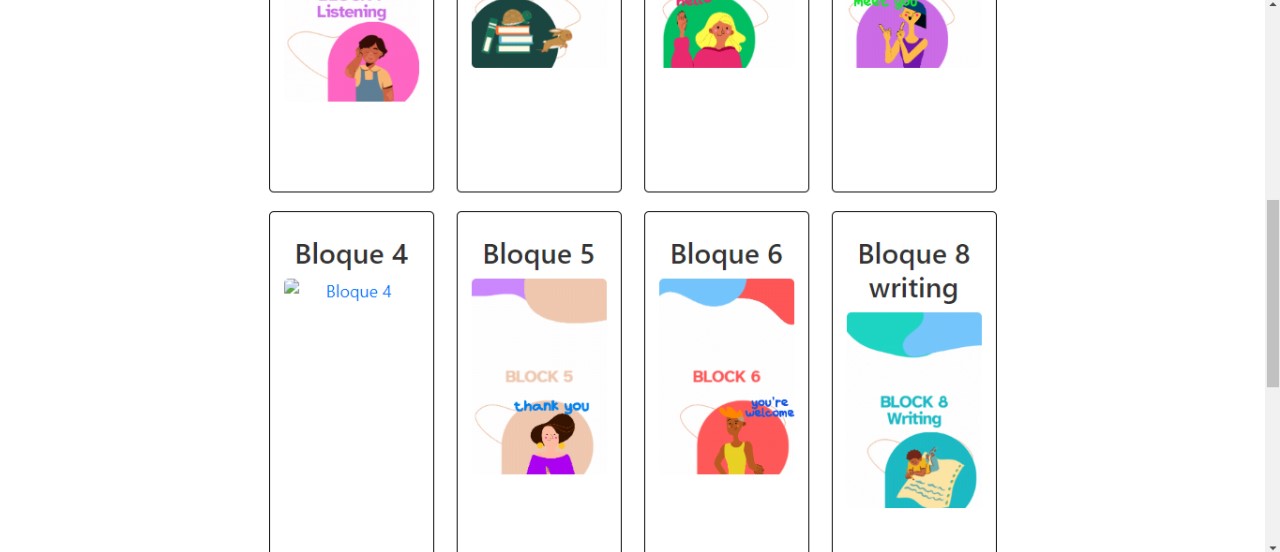 Listening
Hello
Meet you
Bloque 4
Bloque 5
Bloque 6
Bloque 8
writing
Bloque 4
BLOCK 5
thank you
BLOCK 6
you're
welcome
BLOCK 8
Writing